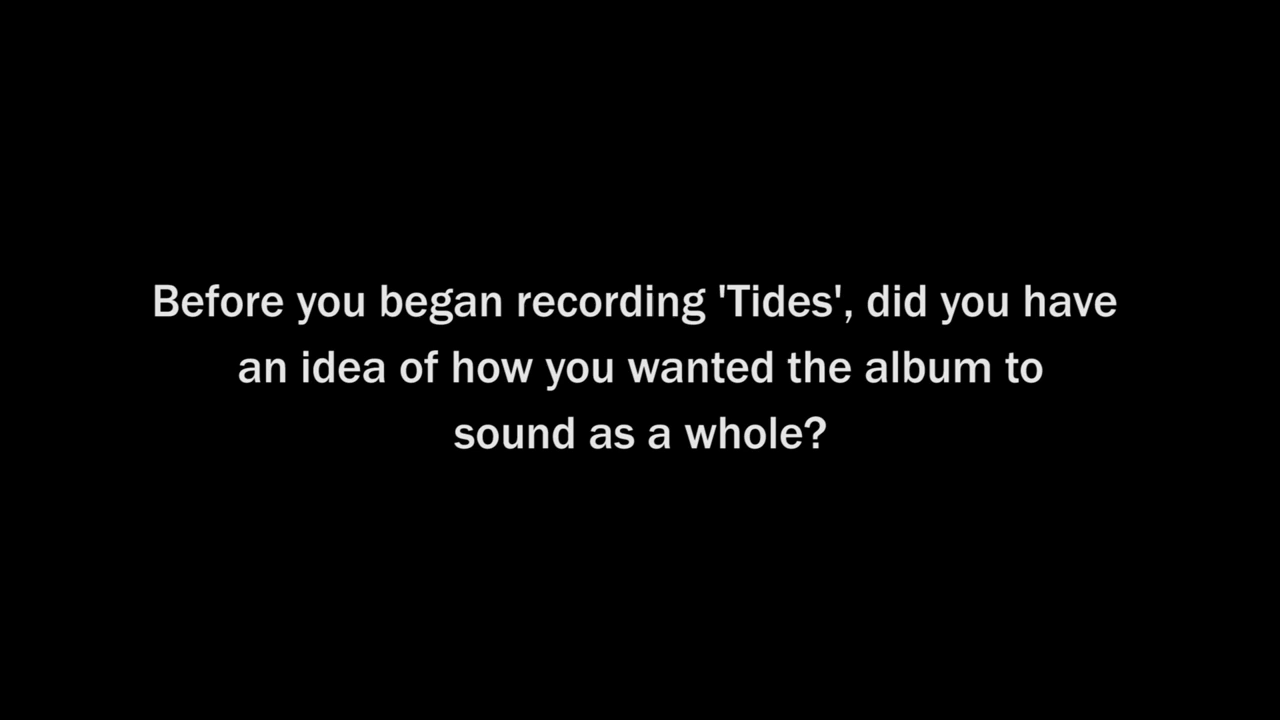 Before you began recording 'Tides', did you have
an idea of how you wanted the album to
sound as a whole?